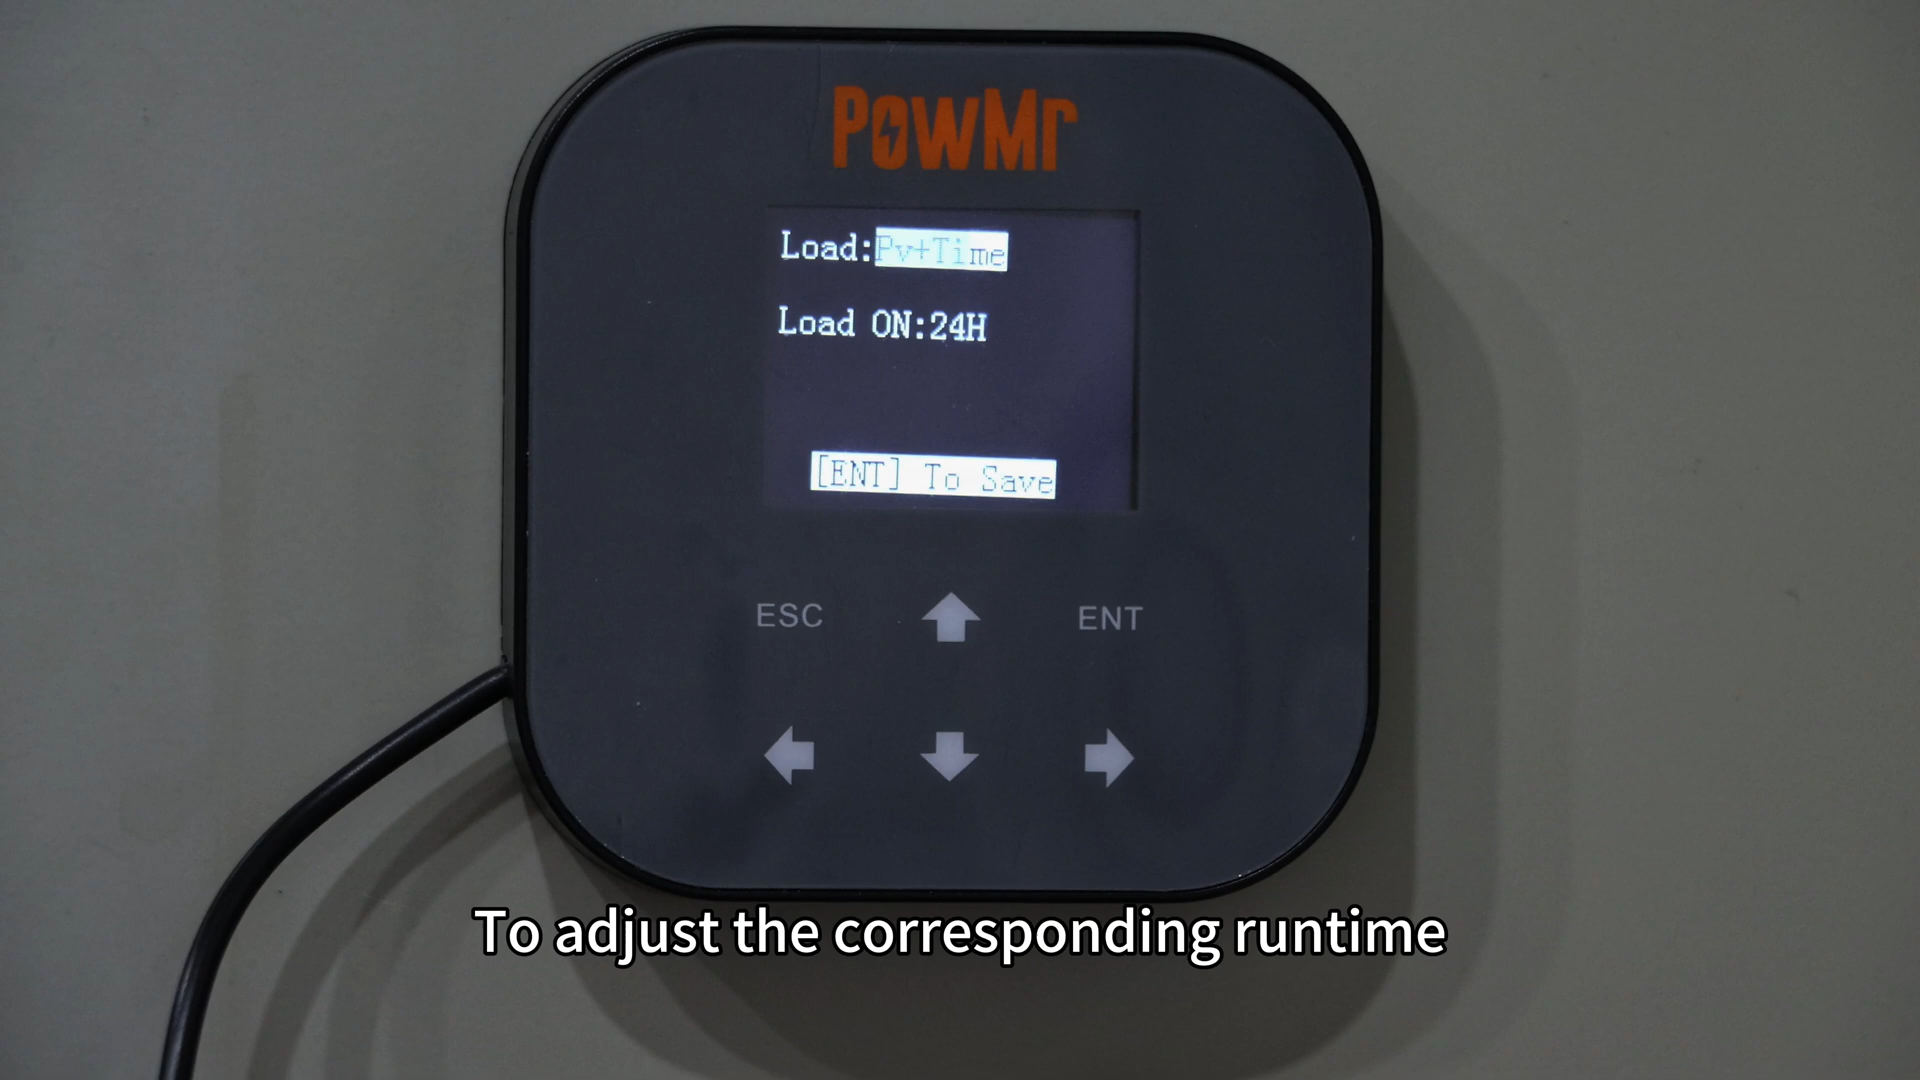 PowMr
Load:Pv+Time
Load ON:24H
[ENT] To Save
ESC
ENT
To adjust the corresponding runtime